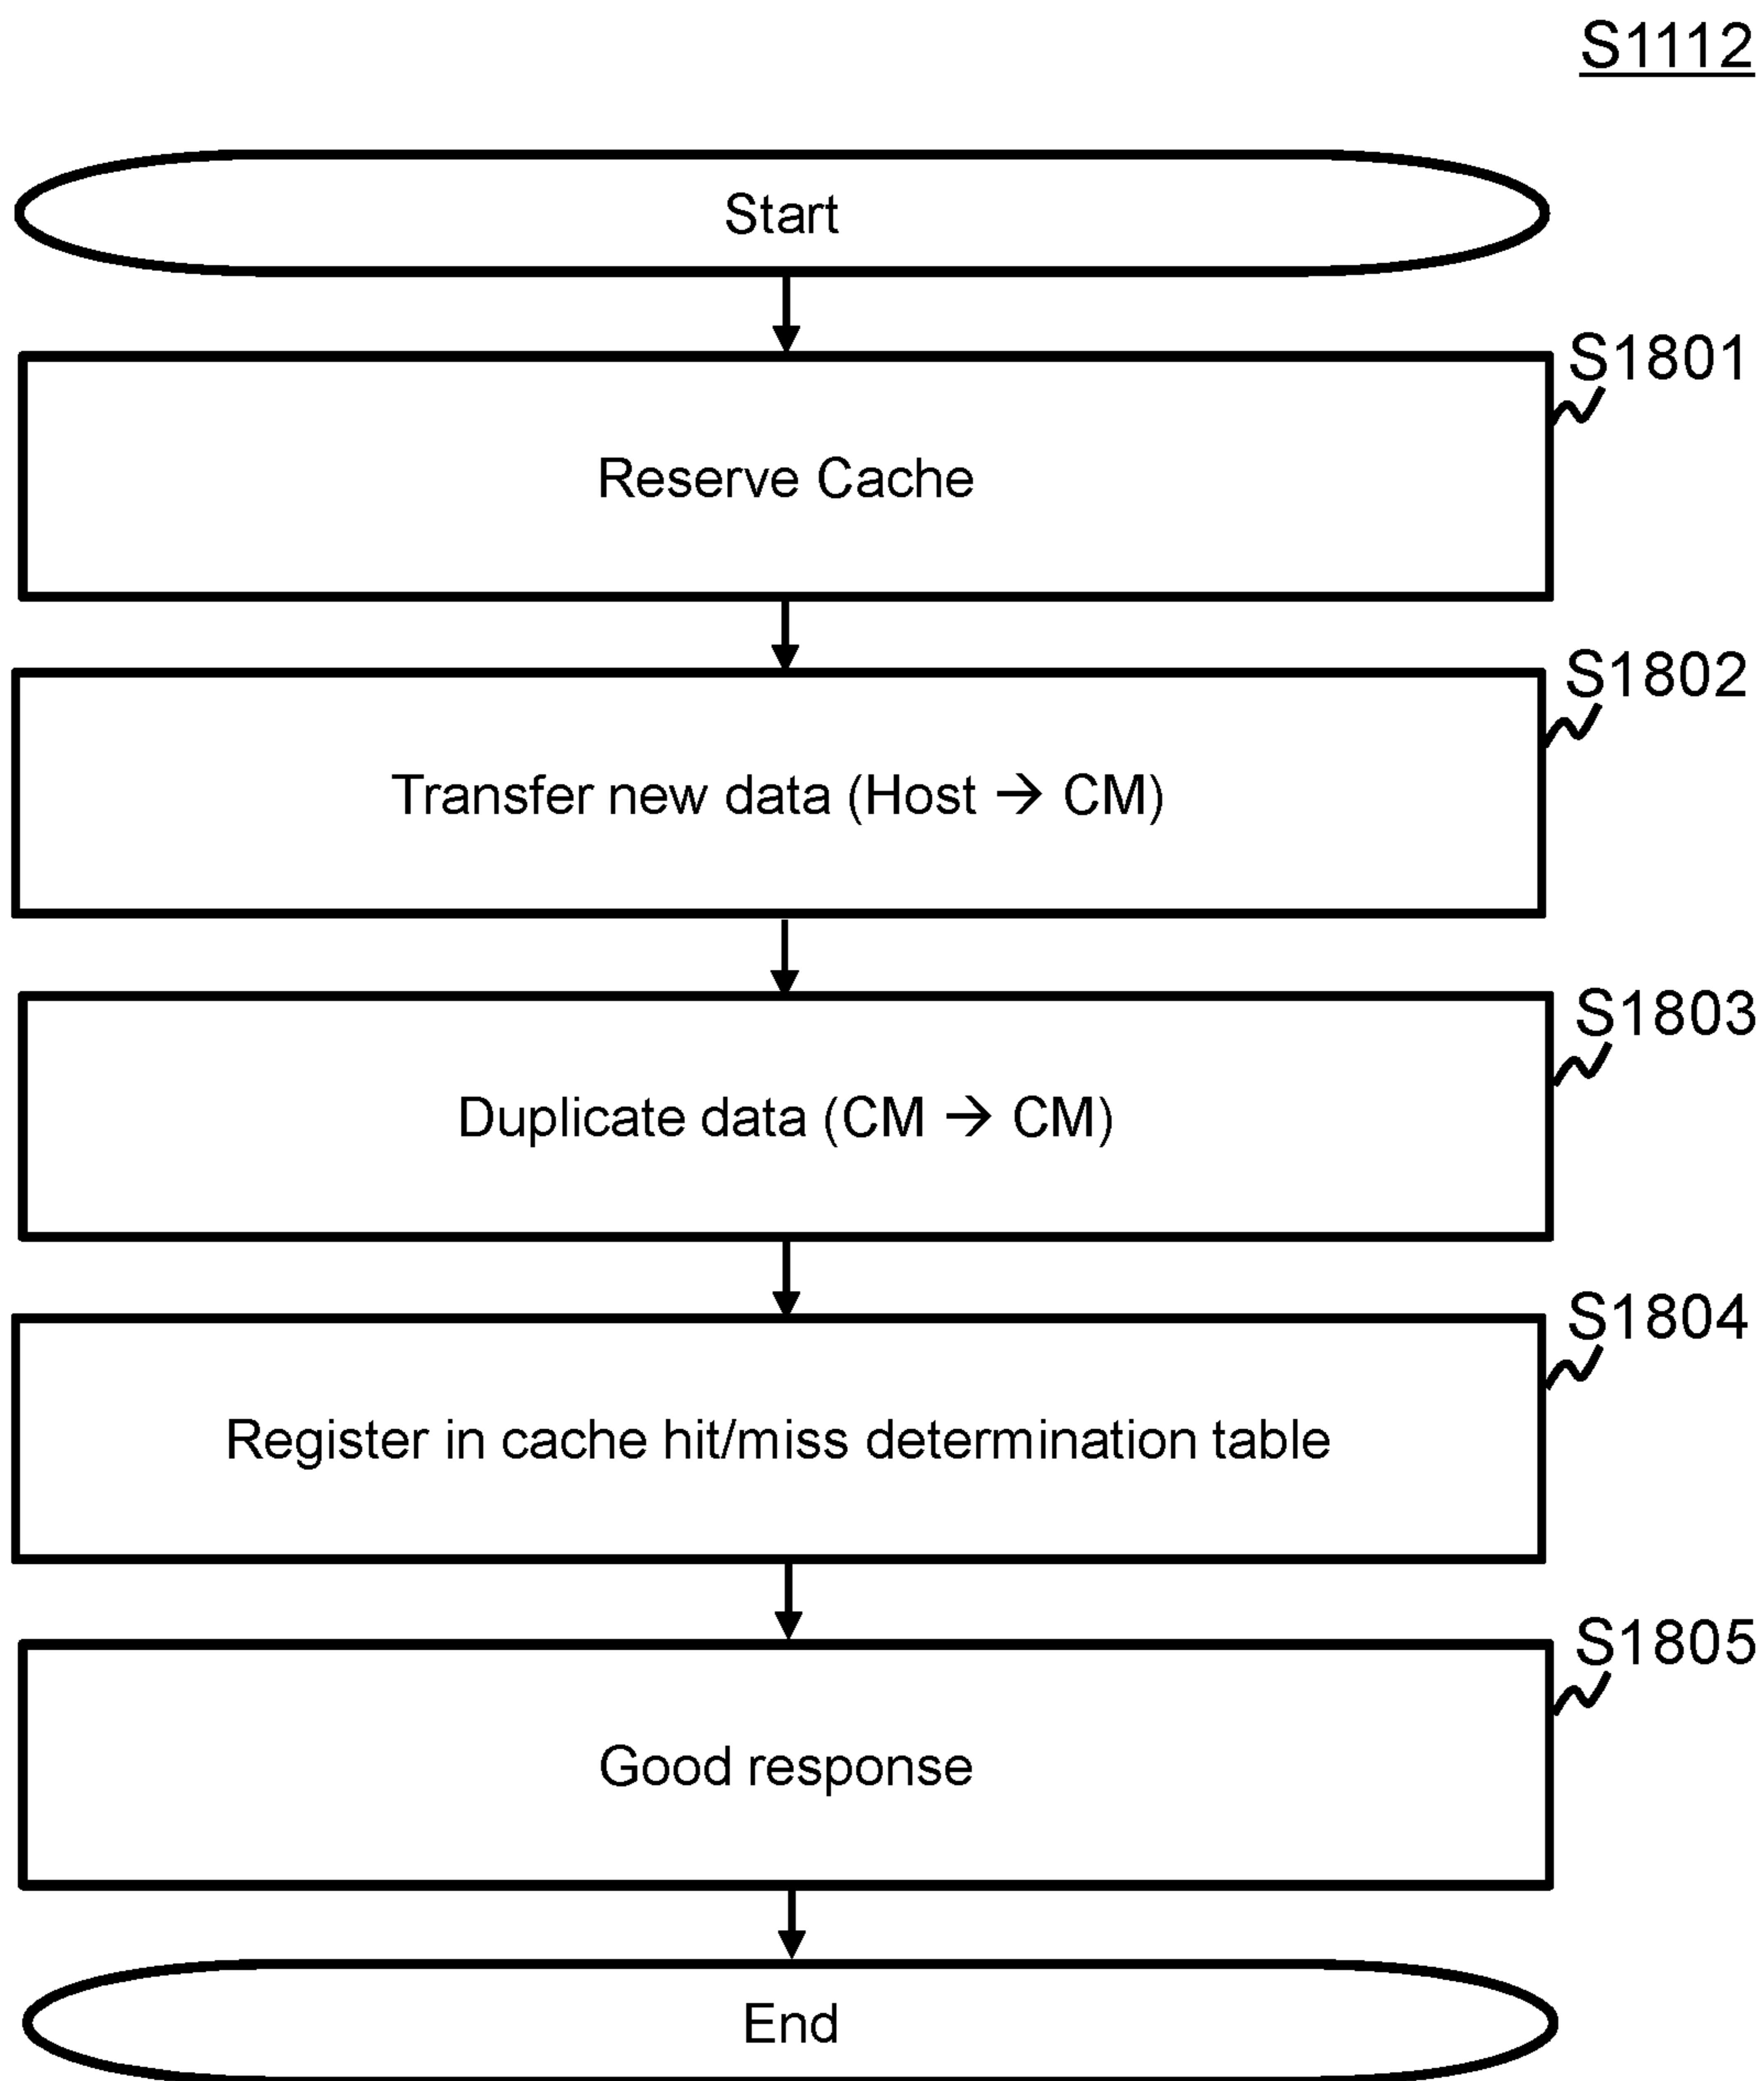 S1112
Start
S1801
Reserve Cache
S1802
Transfer new data (Host → CM)
S1803
Duplicate data (CM → CM)
S1804
Register in cache hit/miss determination table
S1805
Good response
End